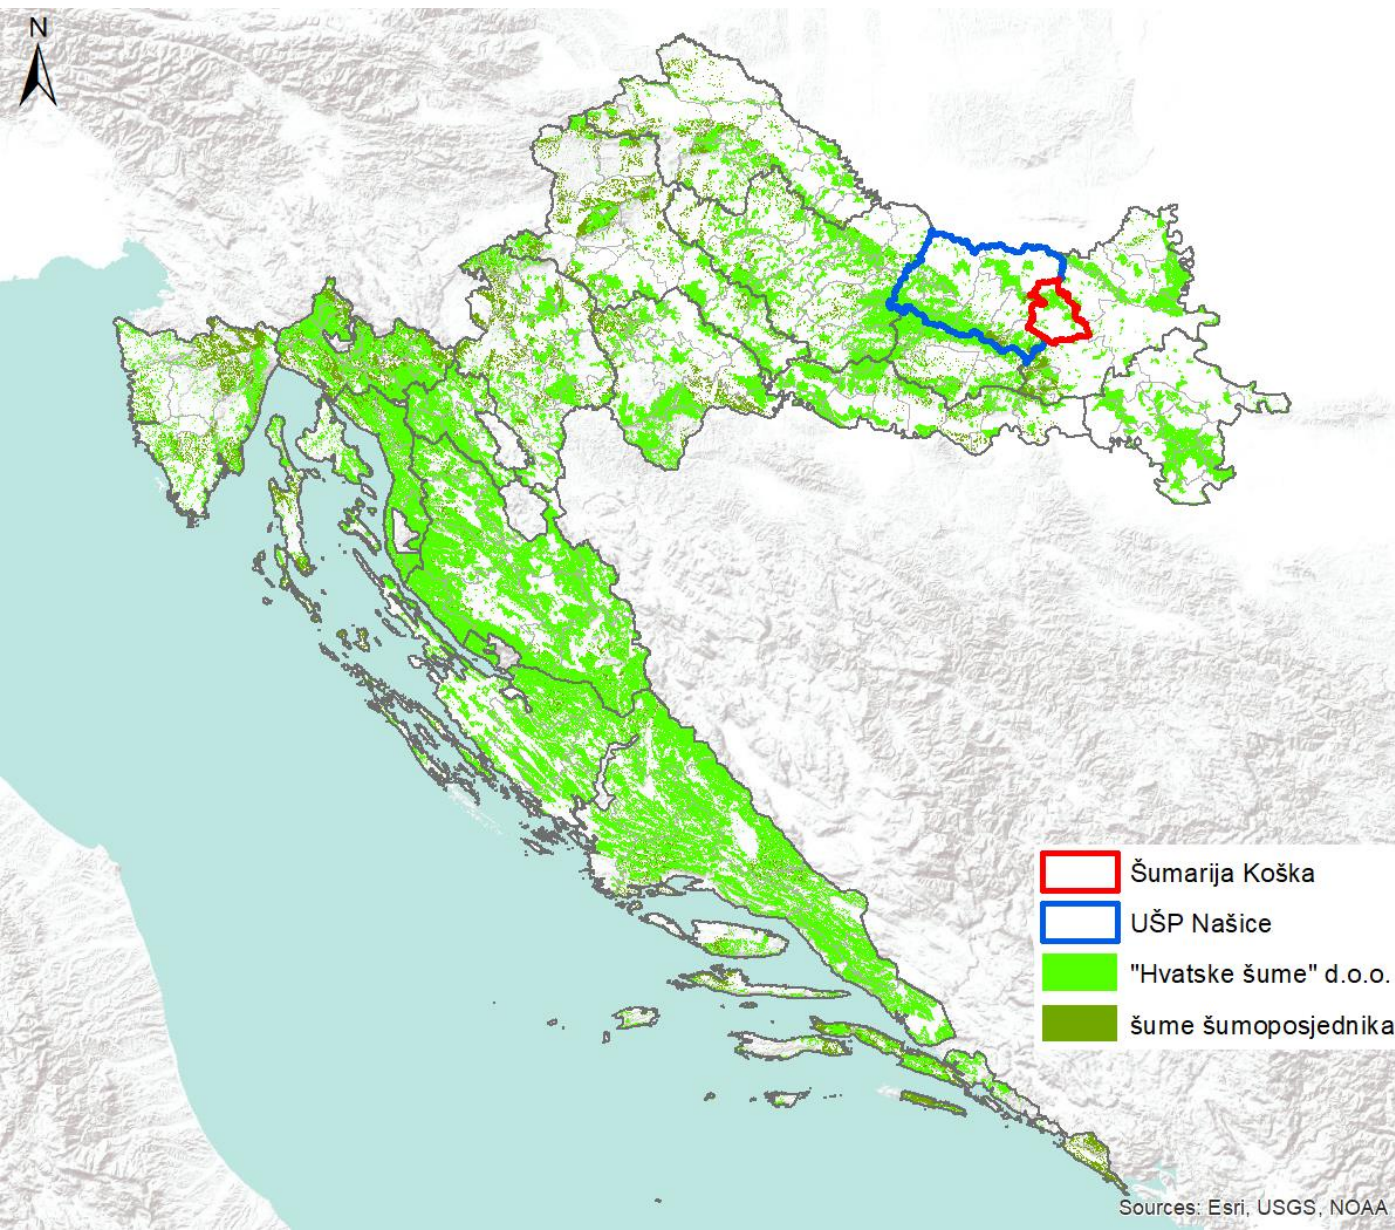 N
Šumarija Koška
UŠP Našice
"Hvatske šume" d.o.o.
šume šumoposjednika
Sources: Esri, USGS, NOAA